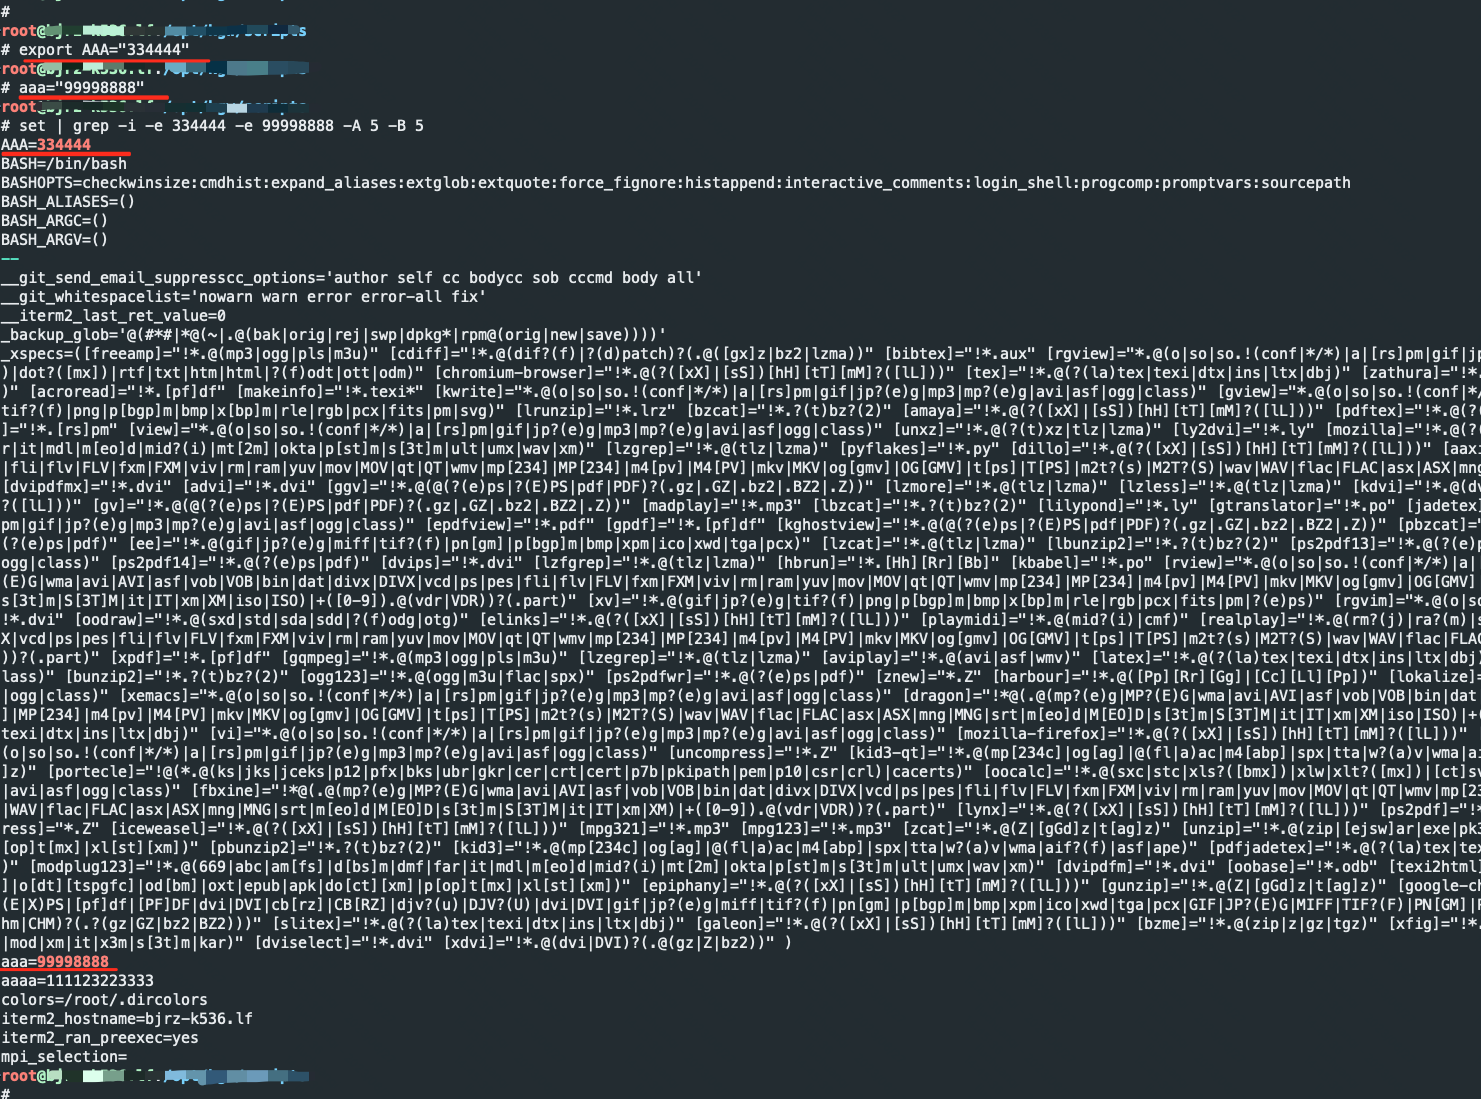 #
# export AAA="334444"
# aaa="99998888"
# set | grep -i -e 334444 -e 99998888 -A 5 -B 5
AAA=334444
BASH=/bin/bash
BASHOPTS=checkwinsize:cmdhist:expand_aliases:extglob:extquote:force_fignore:histappend:interactive_comments:login_shell:progcomp:promptvars:sourcepath
BASH_ALIASES=()
BASH_ARGC=()
BASH_ARGV=()
--
__git_send_email_suppresscc_options='author self cc bodycc sob cccmd body all'
__git_whitespacelist='nowarn warn error error-all fix'
__iterm2_last_ret_value=0
_backup_glob='@(#*#|*@(~|.@(bak|orig|rej|swp|dpkg*|rpm@(orig|new|save))))'
_xspecs=([freeamp]="!*.@(mp3|ogg|pls|m3u)" [cdiff]="!*.@(dif?(f)|?(d)patch)?(.@([gx]z|bz2|lzma))" [bibtex]="!*.aux" [rgview]="*.@(o|so|so.!(conf|*/*)|a|[rs]pm|gif|jp
)|dot?([mx])|rtf|txt|htm|html|?(f)odt|ott|odm)" [chromium-browser]="!*.@(?([xX]|[sS])[hH][tT][mM]?([lL]))" [tex]="!*.@(?(la)tex|texi|dtx|ins|ltx|dbj)" [zathura]="!*.
)" [acroread]="!*.[pf]df" [makeinfo]="!*.texi*" [kwrite]="*.@(o|so|so.!(conf|*/*)|a|[rs]pm|gif|jp?(e)g|mp3|mp?(e)g|avi|asf|ogg|class)" [gview]="*.@(o|so|so.!(conf|*/
tif?(f)|png|p[bgp]m|bmp|x[bp]m|rle|rgb|pcx|fits|pm|svg)" [lrunzip]="!*.lrz" [bzcat]="!*.?(t)bz?(2)" [amaya]="!*.@(?([xX]|[sS])[hH][tT][mM]?([lL]))" [pdftex]="!*.@(?(
]="!*.[rs]pm" [view]="*.@(o|so|so.!(conf|*/*)|a|[rs]pm|gif|jp?(e)g|mp3|mp?(e)g|avi|asf|ogg|class)" [unxz]="!*.@(?(t)xz|tlz|lzma)" [ly2dvi]="!*.ly" [mozilla]="!*.@(?(
r|it|mdl|m[eo]d|mid?(i)|mt[2m]|okta|p[st]m|s[3t]m|ult|umx|wav|xm)" [lzgrep]="!*.@(tlz|lzma)" [pyflakes]="!*.py" [dillo]="!*.@(?([xX]|[sS])[hH][tT][mM]?([lL]))" [aaxi
|fli|flv|FLV|fxm|FXM|viv|rm|ram|yuv|mov|MOV|qt|QT|wmv|mp[234]|MP[234]|m4[pv]|M4[PV]|mkv|MKV|og[gmv]|OG[GMV]|t[ps]|T[PS]|m2t?(s)|M2T?(S)|wav|WAV|flac|FLAC|asx|ASX|mng
[dvipdfmx]="!*.dvi" [advi]="!*.dvi" [ggv]="!*.@(@(?(e)ps|?(E)PS|pdf|PDF)?(.gz|.GZ|.bz2|.BZ2|.Z))" [lzmore]="!*.@(tlz|lzma)" [lzless]="!*.@(tlz|lzma)" [kdvi]="!*.@(dv
?([lL]))" [gv]="!*.@(@(?(e)ps|?(E)PS|pdf|PDF)?(.gz|.GZ|.bz2|.BZ2|.Z))" [madplay]="!*.mp3" [lbzcat]="!*.?(t)bz?(2)" [lilypond]="!*.ly" [gtranslator]="!*.po" [jadetex]
pm|gif|jp?(e)g|mp3|mp?(e)g|avi|asf|ogg|class)" [epdfview]="!*.pdf" [gpdf]="!*.[pf]df" [kghostview]="!*.@(@(?(e)ps|?(E)PS|pdf|PDF)?(.gz|.GZ|.bz2|.BZ2|.Z))" [pbzcat]="
(?(e)ps|pdf)" [ee]="!*.@(gif|jp?(e)g|miff|tif?(f)|pn[gm]|p[bgp]m|bmp|xpm|ico|xwd|tga|pcx)" [lzcat]="!*.@(tlz|lzma)" [lbunzip2]="!*.?(t)bz?(2)" [ps2pdf13]="!*.@(?(e)p
ogg|class)" [ps2pdf14]="!*.@(?(e)ps|pdf)" [dvips]="!*.dvi" [lzfgrep]="!*.@(tlz|lzma)" [hbrun]="!*.[Hh][Rr][Bb]" [kbabel]="!*.po" [rview]="*.@(o|so|so.!(conf|*/*)|a|
(E)G|wma|avi|AVI|asf|vob|VOB|bin|dat|divx|DIVX|vcd|ps|pes|fli|flv|FLV|fxm|FXM|viv|rm|ram|yuv|mov|MOV|qt|QT|wmv|mp[234]|MP[234]|m4[pv]|M4[PV]|mkv|MKV|og[gmv]|OG[GMV]
s[3t]m|S[3T]M|it|IT|xm|XM|iso|ISO)|+([0-9]).@(vdr|VDR))?(.part)" [xv]="!*.@(gif|jp?(e)g|tif?(f)|png|p[bgp]m|bmp|x[bp]m|rle|rgb|pcx|fits|pm|?(e)ps)" [rgvim]="*.@(o|so
!*.dvi" [oodraw]="!*.@(sxd|std|sda|sdd|?(f)odg|otg)" [elinks]="!*.@(?([xX]|[sS])[hH][tT][mM]?([lL]))" [playmidi]="!*.@(mid?(i)|cmf)" [realplay]="!*.@(rm?(j)|ra?(m)|s
X|vcd|ps|pes|fli|flv|FLV|fxm|FXM|viv|rm|ram|yuv|mov|MOV|qt|QT|wmv|mp[234]|MP[234]|m4[pv]|M4[PV]|mkv|MKV|og[gmv]|OG[GMV]|t[ps]|T[PS]|m2t?(s)|M2T?(S)|wav|WAV|flac|FLAC
))?(.part)" [xpdf]="!*.[pf]df" [gqmpeg]="!*.@(mp3|ogg|pls|m3u)" [lzegrep]="!*.@(tlz|lzma)" [aviplay]="!*.@(avi|asf|wmv)" [latex]="!*.@(?(la)tex|texi|dtx|ins|ltx|dbj)
lass)" [bunzip2]="!*.?(t)bz?(2)" [ogg123]="!*.@(ogg|m3u|flac|spx)" [ps2pdfwr]="!*.@(?(e)ps|pdf)" [znew]="*.Z" [harbour]="!*.@([Pp][Rr][Gg]|[Cc][Ll][Pp])" [lokalize]=
|ogg|class)" [xemacs]="*.@(o|so|so.!(conf|*/*)|a|[rs]pm|gif|jp?(e)g|mp3|mp?(e)g|avi|asf|ogg|class)" [dragon]="!*@(.@(mp?(e)g|MP?(E)G|wma|avi|AVI|asf|vob|VOB|bin|dat|
]|MP[234]|m4[pv]|M4[PV]|mkv|MKV|og[gmv]|OG[GMV]|t[ps]|T[PS]|m2t?(s)|M2T?(S)|wav|WAV|flac|FLAC|asx|ASX|mng|MNG|srt|m[eo]d|M[EO]D|s[3t]m|S[3T]M|it|IT|xm|XM|iso|ISO)|+(
texi|dtx|ins|ltx|dbj)" [vi]="*.@(o|so|so.!(conf|*/*)|a|[rs]pm|gif|jp?(e)g|mp3|mp?(e)g|avi|asf|ogg|class)" [mozilla-firefox]="!*.@(?([xX]|[sS])[hH][tT][mM]?([lL]))"
(o|so|so.!(conf|*/*)|a|[rs]pm|gif|jp?(e)g|mp3|mp?(e)g|avi|asf|ogg|class)" [uncompress]="!*.Z" [kid3-qt]="!*.@(mp[234c]|og[ag]|@(fl|a)ac|m4[abp]|spx|tta|w?(a)v|wma|ai
]z)" [portecle]="!@(*.@(ks|jks|jceks|p12|pfx|bks|ubr|gkr|cer|crt|cert|p7b|pkipath|pem|p10|csr|crl)|cacerts)" [oocalc]="!*.@(sxc|stc|xls?([bmx])|xlw|xlt?([mx])|[ct]sv
|avi|asf|ogg|class)" [fbxine]="!*@(.@(mp?(e)g|MP?(E)G|wma|avi|AVI|asf|vob|VOB|bin|dat|divx|DIVX|vcd|ps|pes|fli|flv|FLV|fxm|FXM|viv|rm|ram|yuv|mov|MOV|qt|QT|wmv|mp[23
|WAV|flac|FLAC|asx|ASX|mng|MNG|srt|m[eo]d|M[EO]D|s[3t]m|S[3T]M|it|IT|xm|XM)|+([0-9]).@(vdr|VDR))?(.part)" [lynx]="!*.@(?([xX]|[sS])[hH][tT][mM]?([lL]))" [ps2pdf]="!*
ress]="*.Z" [iceweasel]="!*.@(?([xX]|[sS])[hH][tT][mM]?([lL]))" [mpg321]="!*.mp3" [mpg123]="!*.mp3" [zcat]="!*.@(Z|[gGd]z|t[ag]z)" [unzip]="!*.@(zip|[ejsw]ar|exe|pk3
[op]t[mx]|xl[st][xm])" [pbunzip2]="!*.?(t)bz?(2)" [kid3]="!*.@(mp[234c]|og[ag]|@(fl|a)ac|m4[abp]|spx|tta|w?(a)v|wma|aif?(f)|asf|ape)" [pdfjadetex]="!*.@(?(la)tex|tex
)" [modplug123]="!*.@(669|abc|am[fs]|d[bs]m|dmf|far|it|mdl|m[eo]d|mid?(i)|mt[2m]|okta|p[st]m|s[3t]m|ult|umx|wav|xm)" [dvipdfm]="!*.dvi" [oobase]="!*.odb" [texi2html]
]|o[dt][tspgfc]|od[bm]|oxt|epub|apk|do[ct][xm]|p[op]t[mx]|xl[st][xm])" [epiphany]="!*.@(?([xX]|[sS])[hH][tT][mM]?([lL]))" [gunzip]="!*.@(Z|[gGd]z|t[ag]z)" [google-ch
(E|X)PS|[pf]df|[PF]DF|dvi|DVI|cb[rz]|CB[RZ]|djv?(u)|DJV?(U)|dvi|DVI|gif|jp?(e)g|miff|tif?(f)|pn[gm]|p[bgp]m|bmp|xpm|ico|xwd|tga|pcx|GIF|JP?(E)G|MIFF|TIF?(F)|PN[GM]|P
hm|CHM)?(.?(gz|GZ|bz2|BZ2)))" [slitex]="!*.@(?(la)tex|texi|dtx|ins|ltx|dbj)" [galeon]="!*.@(?([xX]|[sS])[hH][tT][mM]?([lL]))" [bzme]="!*.@(zip|z|gz|tgz)" [xfig]="!*.
|mod|xm|it|x3m|s[3t]m|kar)" [dviselect]="!*.dvi" [xdvi]="!*.@(dvi|DVI)?(.@(gz|Z|bz2))" )
aaa=99998888
aaaa=111123223333
colors=/root/.dircolors
iterm2_hostname=bjrz-k536.lf
iterm2_ran_preexec=yes
mpi_selection=
#